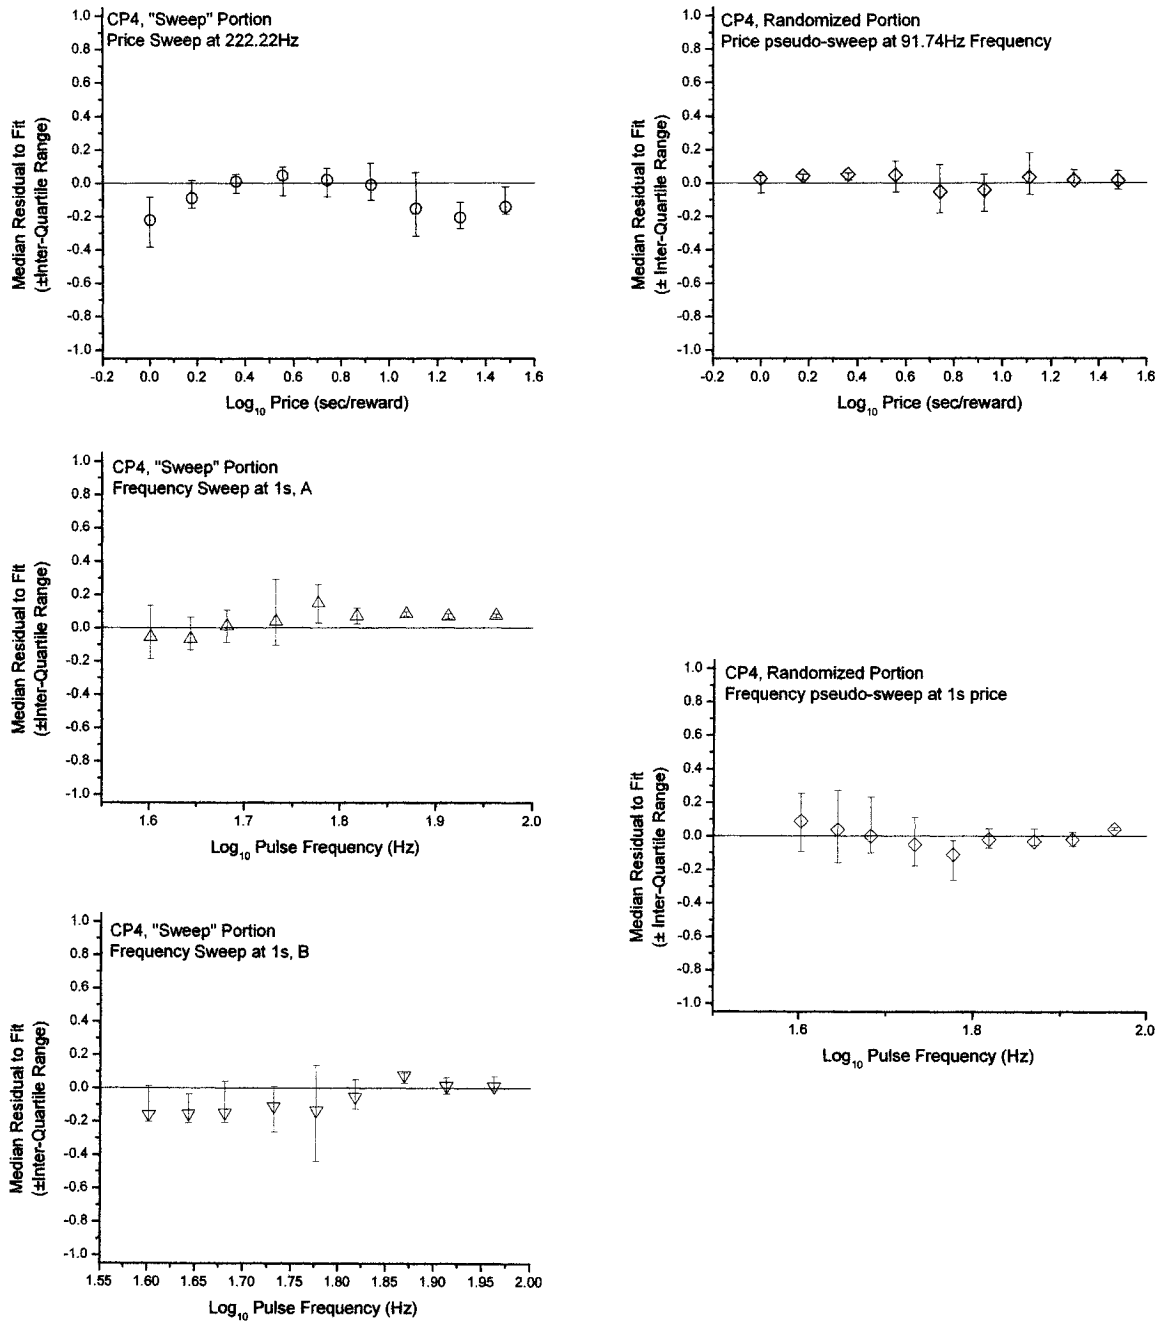 CP4, "Sweep" Portion
Price Sweep at 222.22Hz
Median Residual to Fit
(±Inter-Quartile Range)
1.0
0.8
0.6
0.4
0.2
0.0
-0.2
-0.4
-0.6
-0.8
-1.0
-0.2 0.0 0.2 0.4 0.6 0.8 1.0 1.2 1.4 1.6
Log10 Price (sec/reward)
CP4, Randomized Portion
Price pseudo-sweep at 91.74Hz Frequency
Median Residual to Fit
(± Inter-Quartile Range)
1.0
0.8
0.6
0.4
0.2
0.0
-0.2
-0.4
-0.6
-0.8
-1.0
-0.2 0.0 0.2 0.4 0.6 0.8 1.0 1.2 1.4 1.6
Log10 Price (sec/reward)
CP4, "Sweep" Portion
Frequency Sweep at 1s, A
Median Residual to Fit
(±Inter-Quartile Range)
1.0
0.8
0.6
0.4
0.2
0.0
-0.2
-0.4
-0.6
-0.8
-1.0
1.6 1.7 1.8 1.9 2.0
Log10 Pulse Frequency (Hz)
CP4, Randomized Portion
Frequency pseudo-sweep at 1s price
Median Residual to Fit
(± Inter-Quartile Range)
1.0
0.8
0.6
0.4
0.2
0.0
-0.2
-0.4
-0.6
-0.8
-1.0
1.6 1.8 2.0
Log10 Pulse Frequency (Hz)
CP4, "Sweep" Portion
Frequency Sweep at 1s, B
Median Residual to Fit
(±Inter-Quartile Range)
1.0
0.8
0.6
0.4
0.2
0.0
-0.2
-0.4
-0.6
-0.8
-1.0
1.55 1.60 1.65 1.70 1.75 1.80 1.85 1.90 1.95 2.00
Log10 Pulse Frequency (Hz)